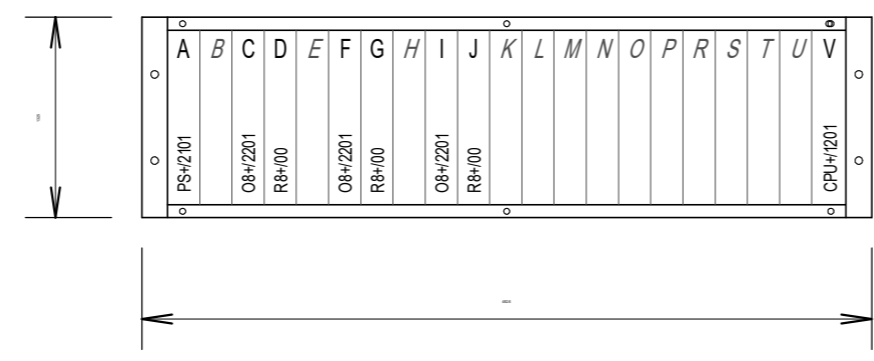 A B C D E F G H I J K L M N O P R S T U V
PS+/2101
O8+/2201
R8+/00
O8+/2201
R8+/00
O8+/2201
R8+/00
CPU+/1201